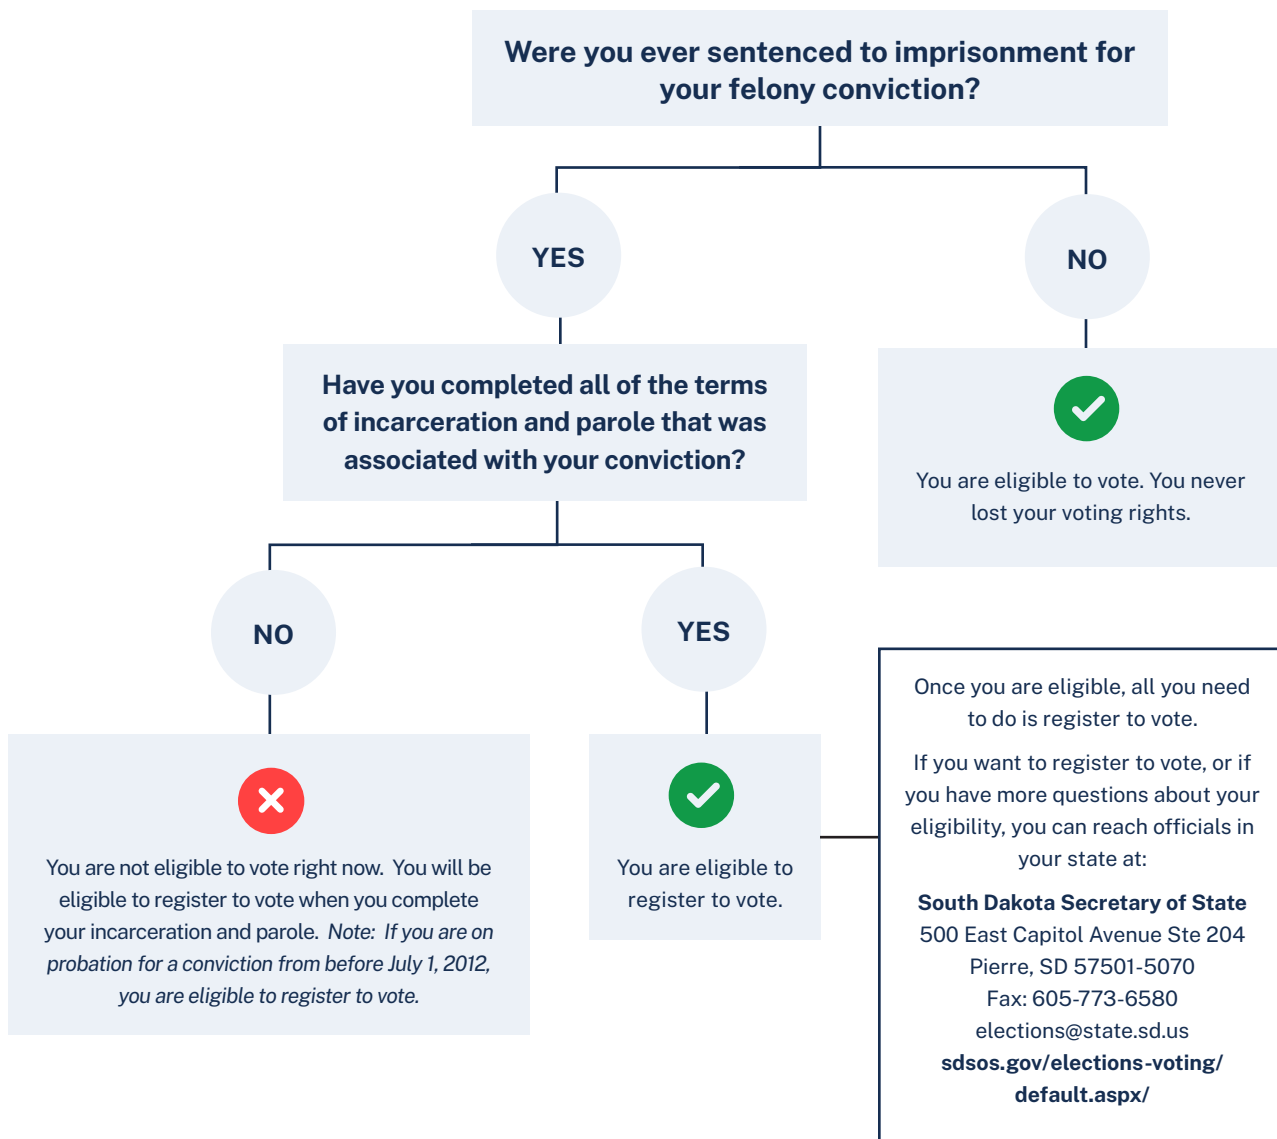 Were you ever sentenced to imprisonment for
your felony conviction?
YES
NO
Have you completed all of the terms
of incarceration and parole that was
associated with your conviction?
You are eligible to vote. You never
lost your voting rights.
NO
YES
You are not eligible to vote right now. You will be
eligible to register to vote when you complete
your incarceration and parole. Note: If you are on
probation for a conviction from before July 1, 2012,
you are eligible to register to vote.
You are eligible to
register to vote.
Once you are eligible, all you need
to do is register to vote.
If you want to register to vote, or if
you have more questions about your
eligibility, you can reach officials in
your state at:
South Dakota Secretary of State
500 East Capitol Avenue Ste 204
Pierre, SD 57501-5070
Fax: 605-773-6580
elections@state.sd.us
sdsos.gov/elections-voting/
default.aspx/